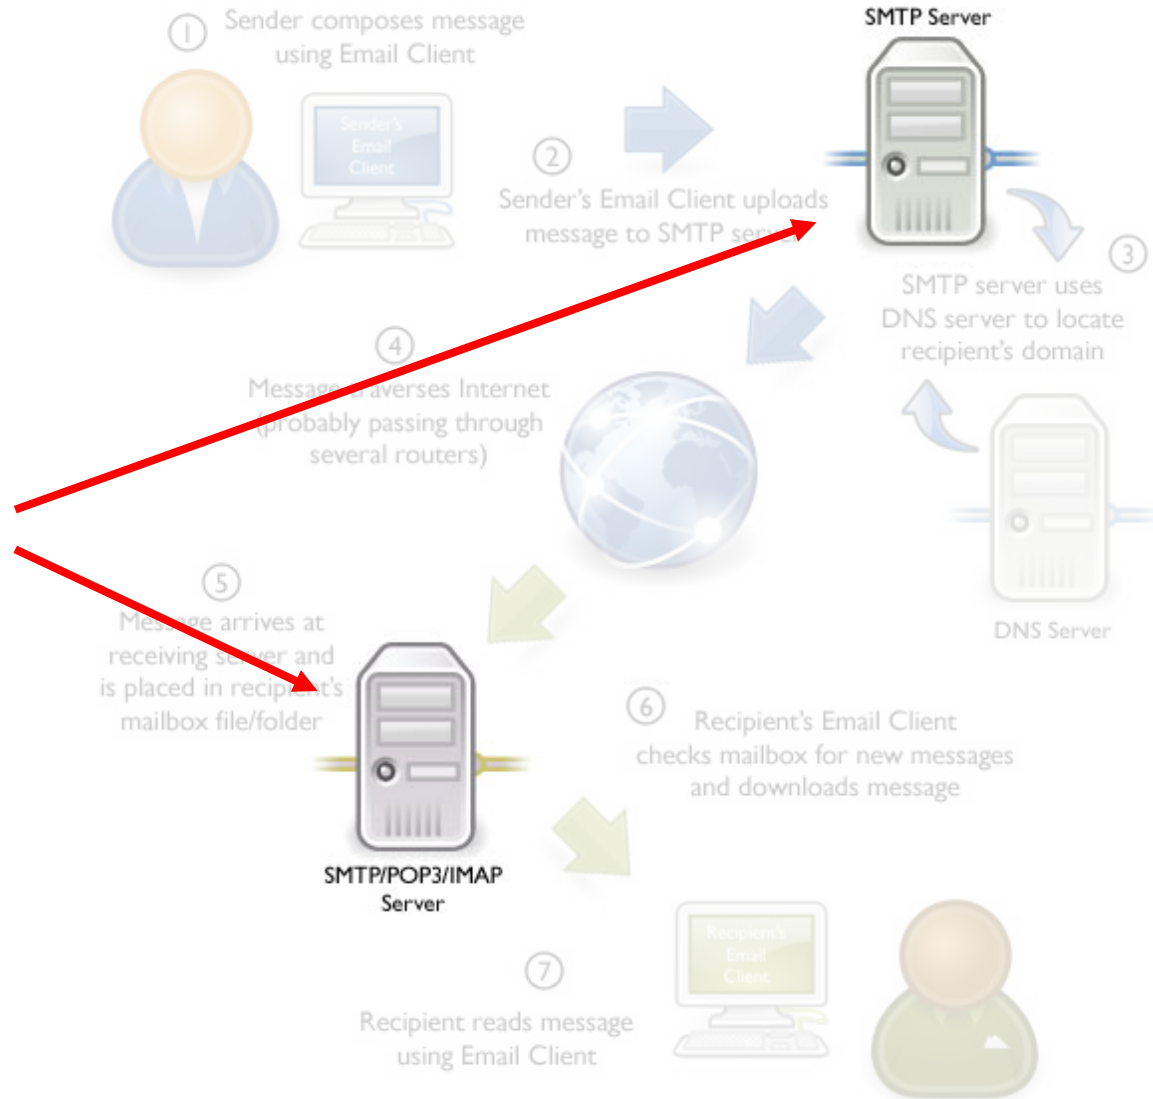 1
Sender composes message
using Email Client
Sender's
Email
Client
SMTP Server
2
Sender's Email Client uploads
message to SMTP server
3
SMTP server uses
DNS server to locate
recipient's domain
4
Message traverses Internet
(probably passing through
several routers)
DNS Server
5
Message arrives at
receiving server and
is placed in recipient's
mailbox file/folder
SMTP/POP3/IMAP
Server
6
Recipient's Email Client
checks mailbox for new messages
and downloads message
7
Recipient reads message
using Email Client
Recipient's
Email
Client